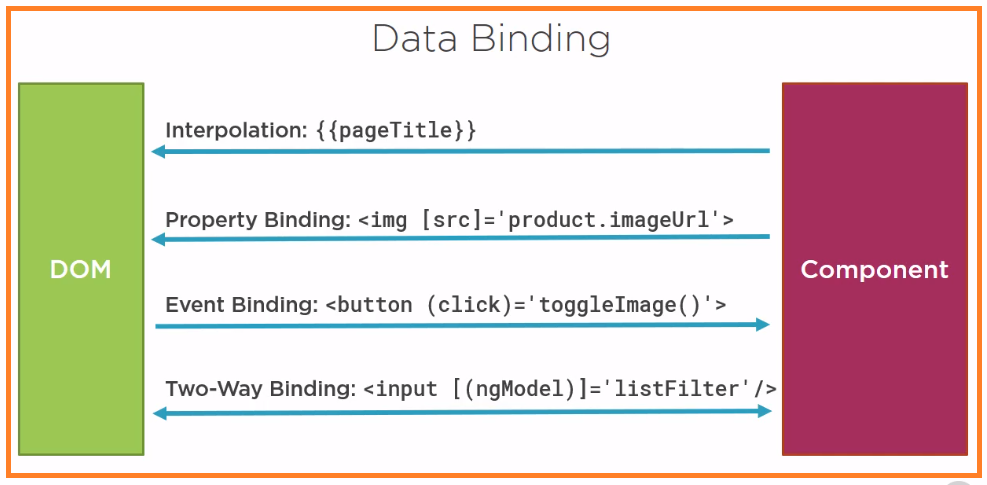 Data Binding
Interpolation: {{pageTitle}}
Property Binding: <img [src]='product.imageUrl'>
DOM
Component
Event Binding: <button (click)='toggleImage()'>
Two-Way Binding: <input [(ngModel)]='listFilter'/>